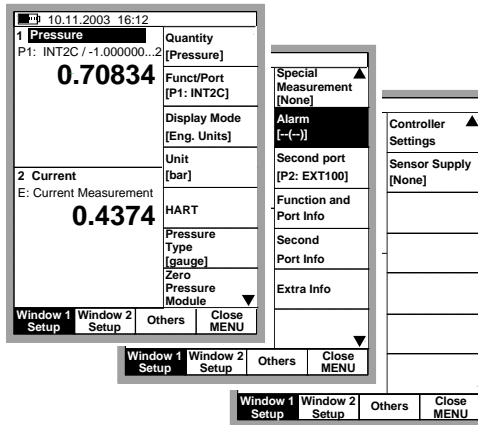 10.11.2003 16:12
1 Pressure
P1: INT2C / -1.000000...2
0.70834
2 Current
E: Current Measurement
0.4374
Quantity
[Pressure]
Funct/Port
[P1: INT2C]
Display Mode
[Eng. Units]
Unit
[bar]
HART
Pressure
Type
[gauge]
Zero
Pressure
Module
Window 1 Setup
Window 2 Setup
Others
Close MENU
Special
Measurement
[None]
Alarm
[--(--)]
Second port
[P2: EXT100]
Function and
Port Info
Second
Port Info
Extra Info
Window 1 Setup
Window 2 Setup
Others
Close MENU
Controller
Settings
Sensor Supply
[None]
Window 1 Setup
Window 2 Setup
Others
Close MENU